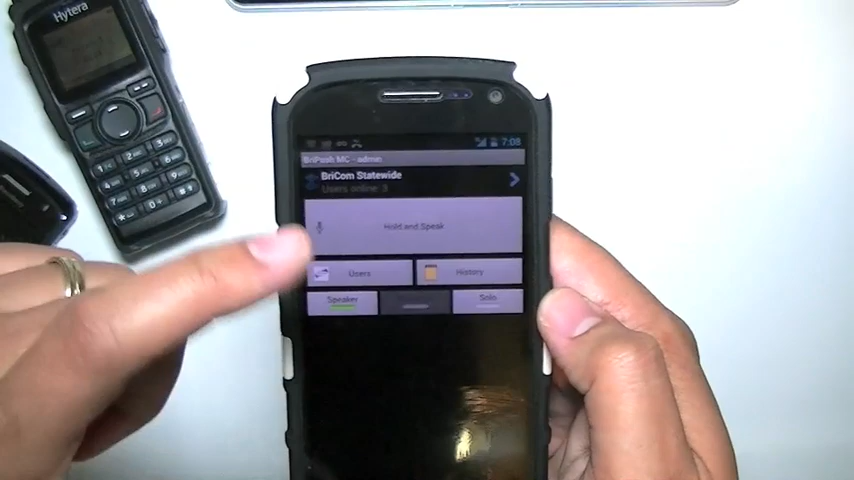 Hytera
7:08
BriPush MC - admin
BriCom Statewide
Users online: 3
Hold and Speak
Users
History
Speaker
Solo